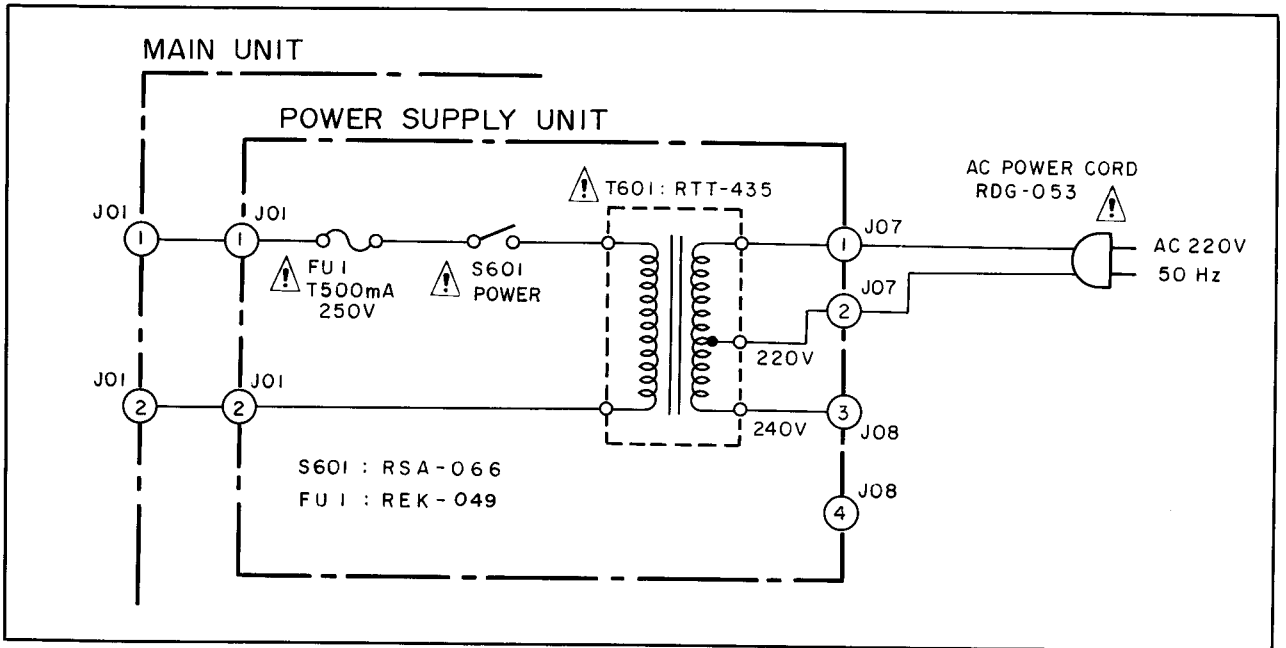 MAIN UNIT
POWER SUPPLY UNIT
T601: RTT-435
AC POWER CORD
RDG-053
J01
1
J01
1
FU1
T500mA
250V
S601
POWER
J07
1
AC 220V
50 Hz
J07
2
220V
J01
2
J01
2
240V
3
J08
S601 : RSA-066
FU1 : REK-049
J08
4